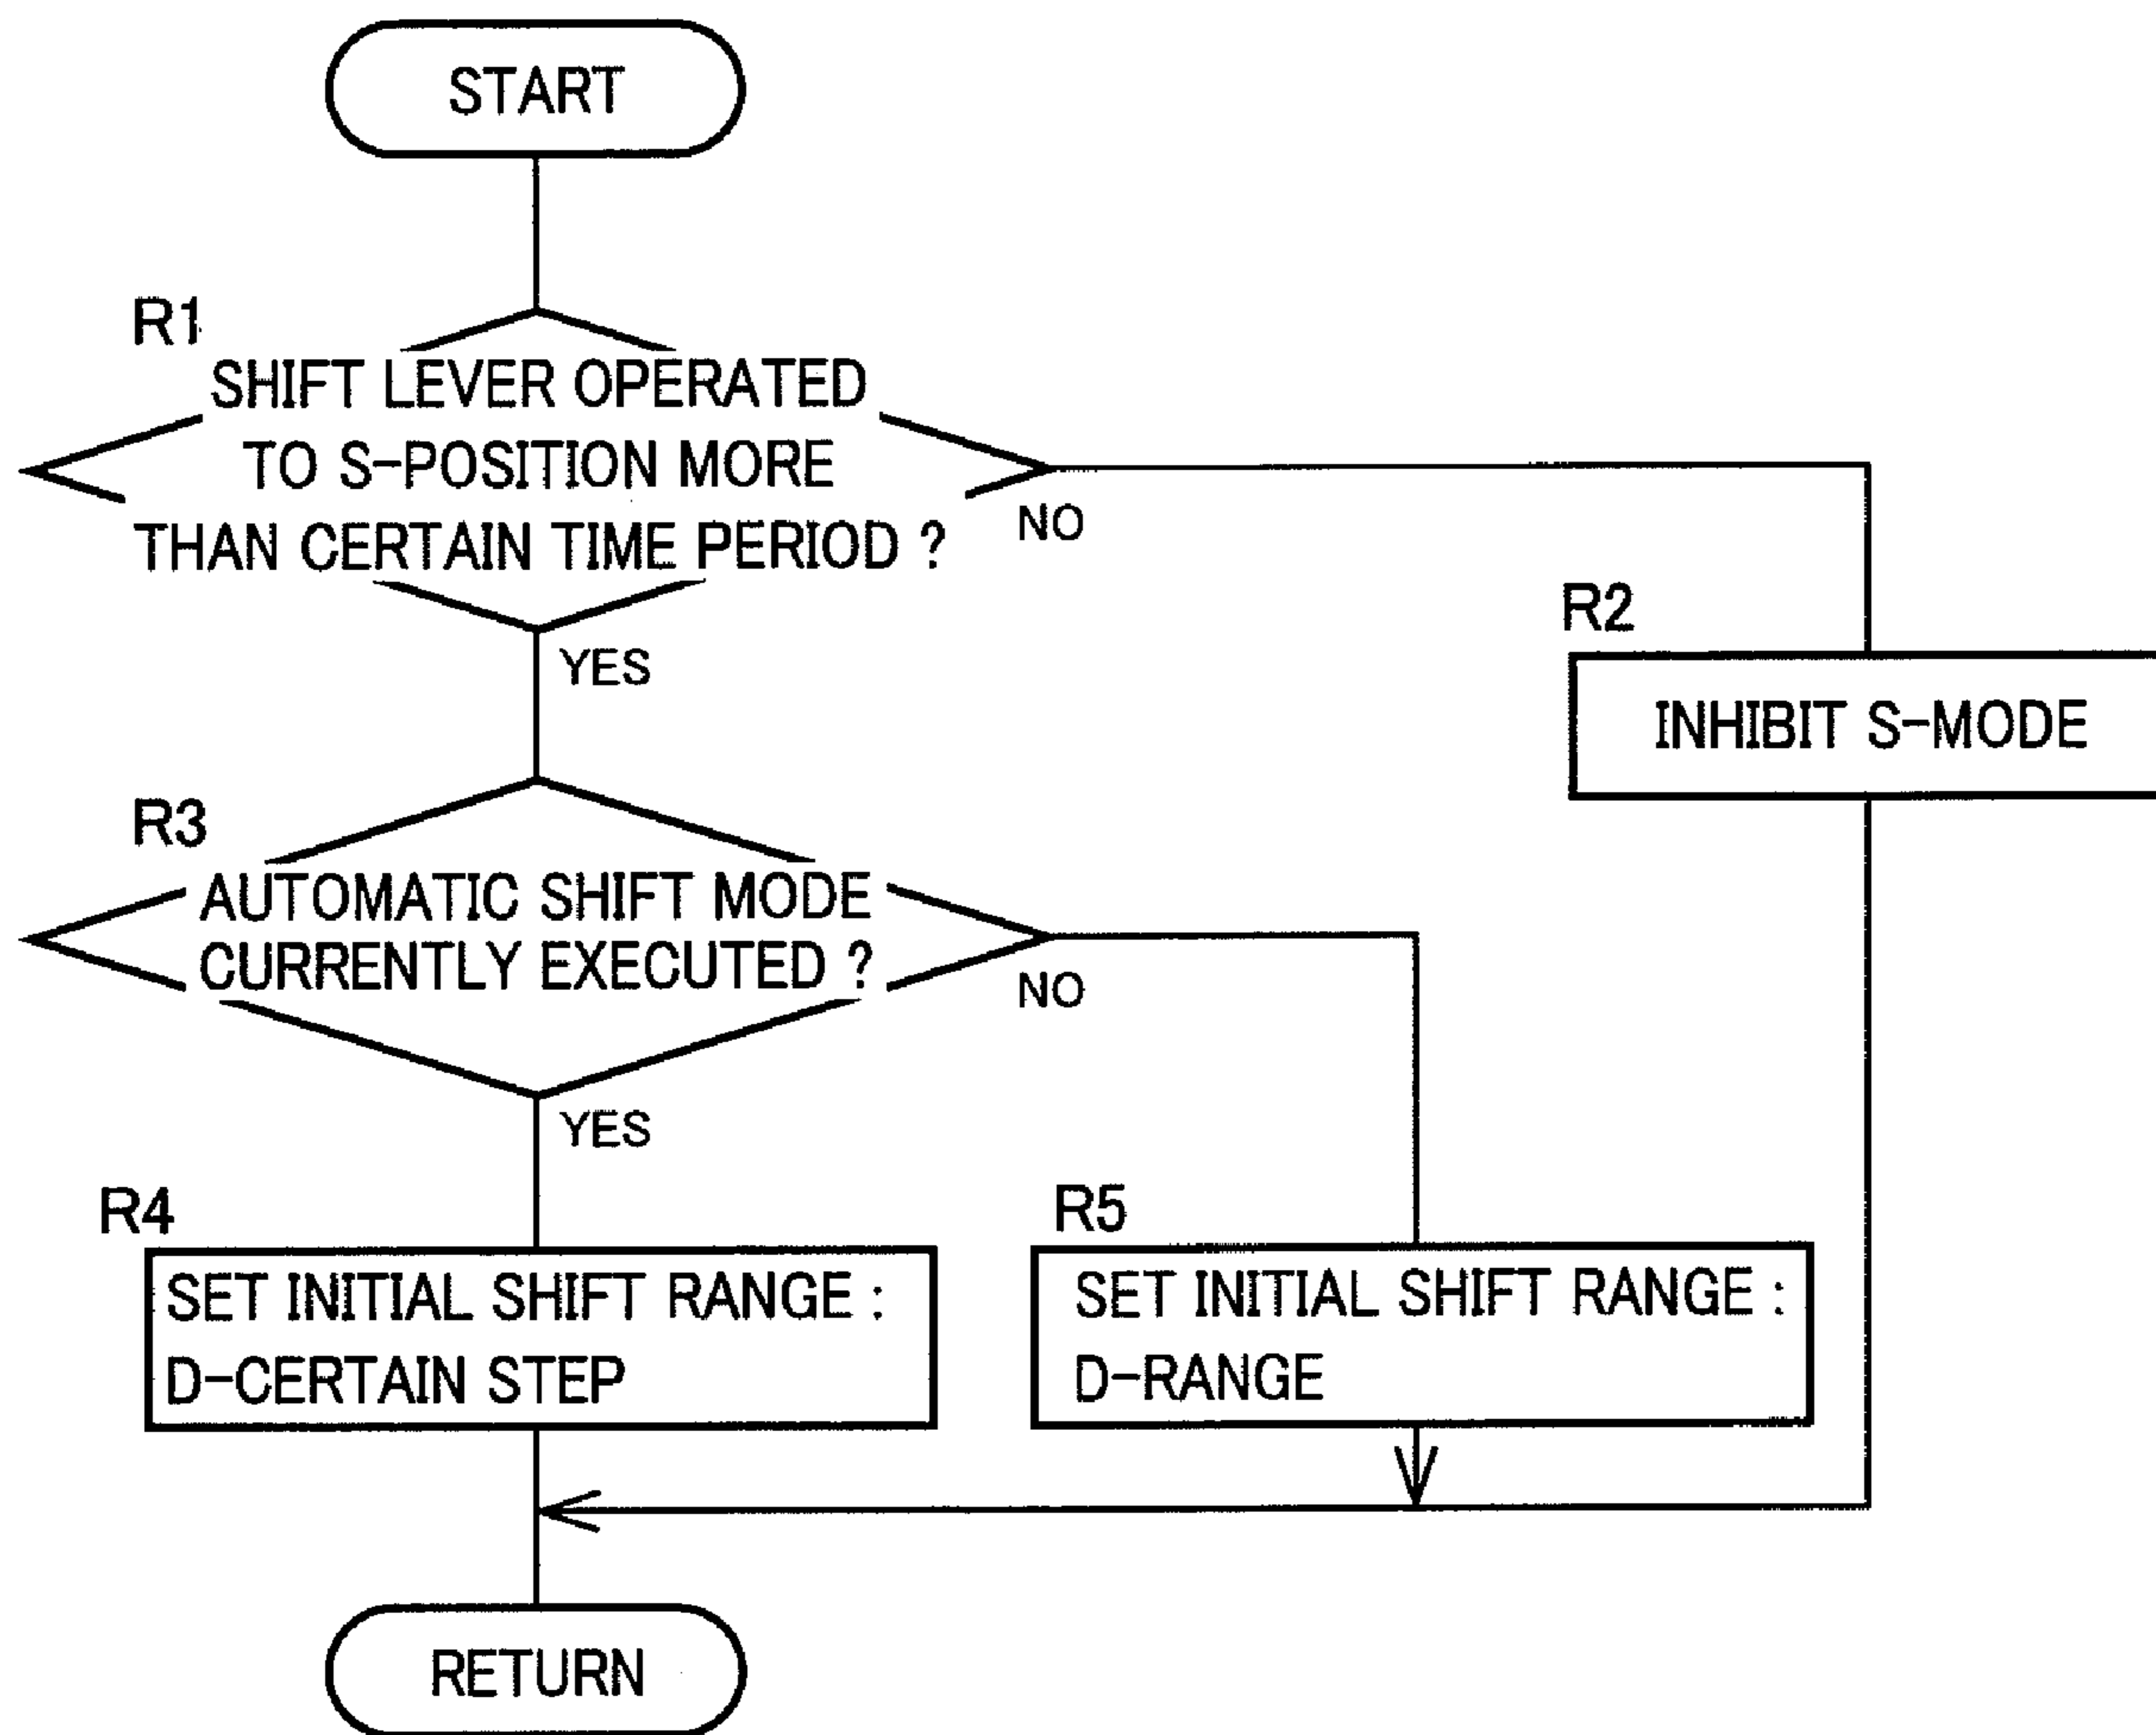 START
R1
SHIFT LEVER OPERATED
TO S-POSITION MORE
THAN CERTAIN TIME PERIOD ?
NO
YES
R2
INHIBIT S-MODE
R3
AUTOMATIC SHIFT MODE
CURRENTLY EXECUTED ?
NO
YES
R4
SET INITIAL SHIFT RANGE :
D-CERTAIN STEP
R5
SET INITIAL SHIFT RANGE :
D-RANGE
RETURN